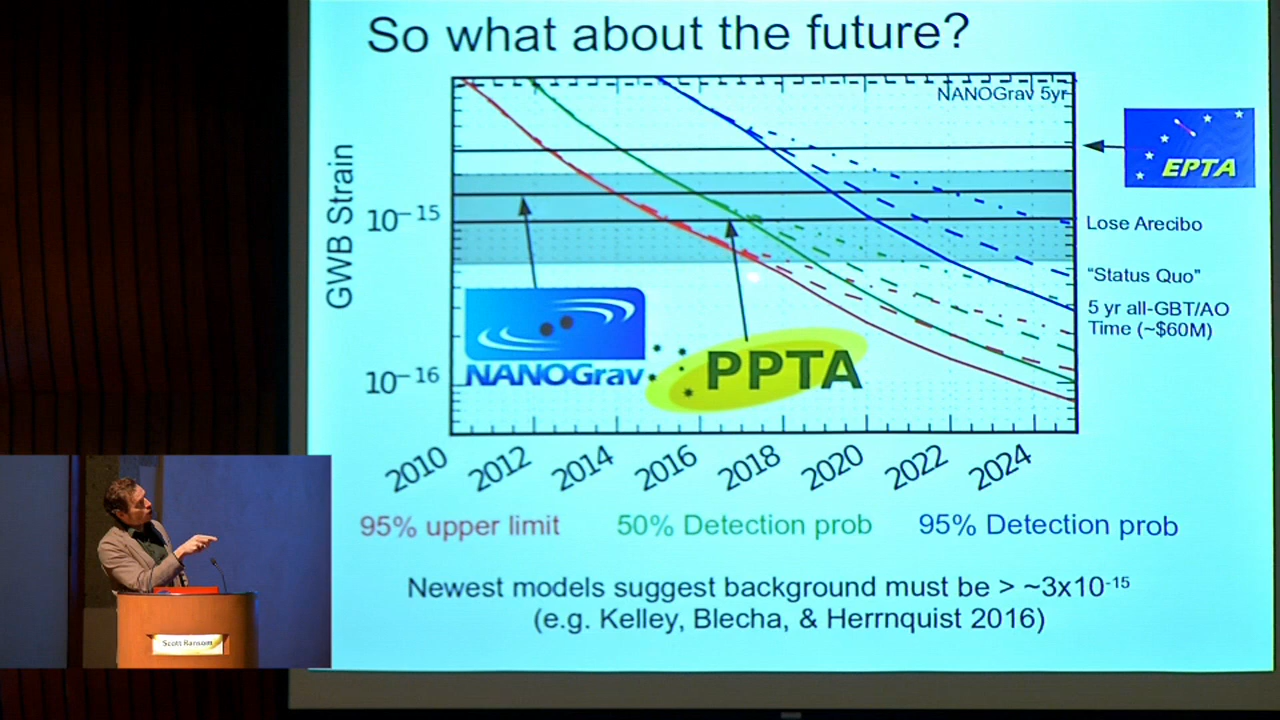 So what about the future?
NANOGrav 5yr
EPTA
GWB Strain
10⁻¹⁵
Lose Arecibo
“Status Quo"
5 yr all-GBT/AO
Time (~$60M)
NANOGrav
PPTA
10⁻¹⁶
2010 2012 2014 2016 2018 2020 2022 2024
95% upper limit 50% Detection prob 95% Detection prob
Newest models suggest background must be > ~3x10⁻¹⁵
(e.g. Kelley, Blecha, & Herrnquist 2016)
Scott Ransom